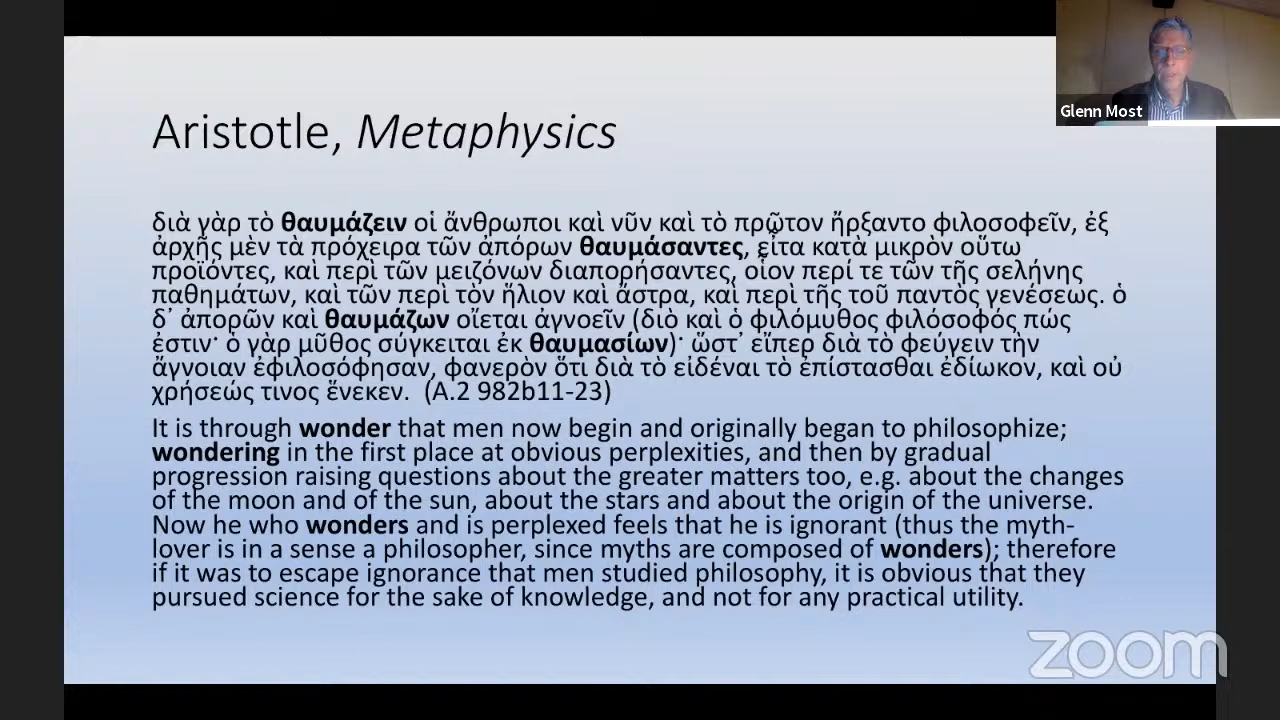 Glenn Most
Aristotle, Metaphysics
διὰ γὰρ τὸ θαυμάζειν οἱ ἄνθρωποι καὶ νῦν καὶ τὸ πρῶτον ἤρξαντο φιλοσοφεῖν, ἐξ
ἀρχῆς μὲν τὰ πρόχειρα τῶν ἀπόρων θαυμάσαντες, εἶτα κατὰ μικρὸν οὕτω
προϊόντες, καὶ περὶ τῶν μειζόνων διαπορήσαντες, οἷον περί τε τῶν τῆς σελήνης
παθημάτων, καὶ τῶν περὶ τὸν ἥλιον καὶ ἄστρα, καὶ περὶ τῆς τοῦ παντὸς γενέσεως. ὁ
δ᾽ ἀπορῶν καὶ θαυμάζων οἴεται ἀγνοεῖν (διὸ καὶ ὁ φιλόμυθος φιλόσοφός πώς
ἐστιν· ὁ γὰρ μῦθος σύγκειται ἐκ θαυμασίων)· ὥστ᾽ εἴπερ διὰ τὸ φεύγειν τὴν
ἄγνοιαν ἐφιλοσόφησαν, φανερὸν ὅτι διὰ τὸ εἰδέναι τὸ ἐπίστασθαι ἐδίωκον, καὶ οὐ
χρήσεώς τινος ἕνεκεν. (A.2 982b11-23)
It is through wonder that men now begin and originally began to philosophize;
wondering in the first place at obvious perplexities, and then by gradual
progression raising questions about the greater matters too, e.g. about the changes
of the moon and of the sun, about the stars and about the origin of the universe.
Now he who wonders and is perplexed feels that he is ignorant (thus the myth-
lover is in a sense a philosopher, since myths are composed of wonders); therefore
if it was to escape ignorance that men studied philosophy, it is obvious that they
pursued science for the sake of knowledge, and not for any practical utility.
zoom